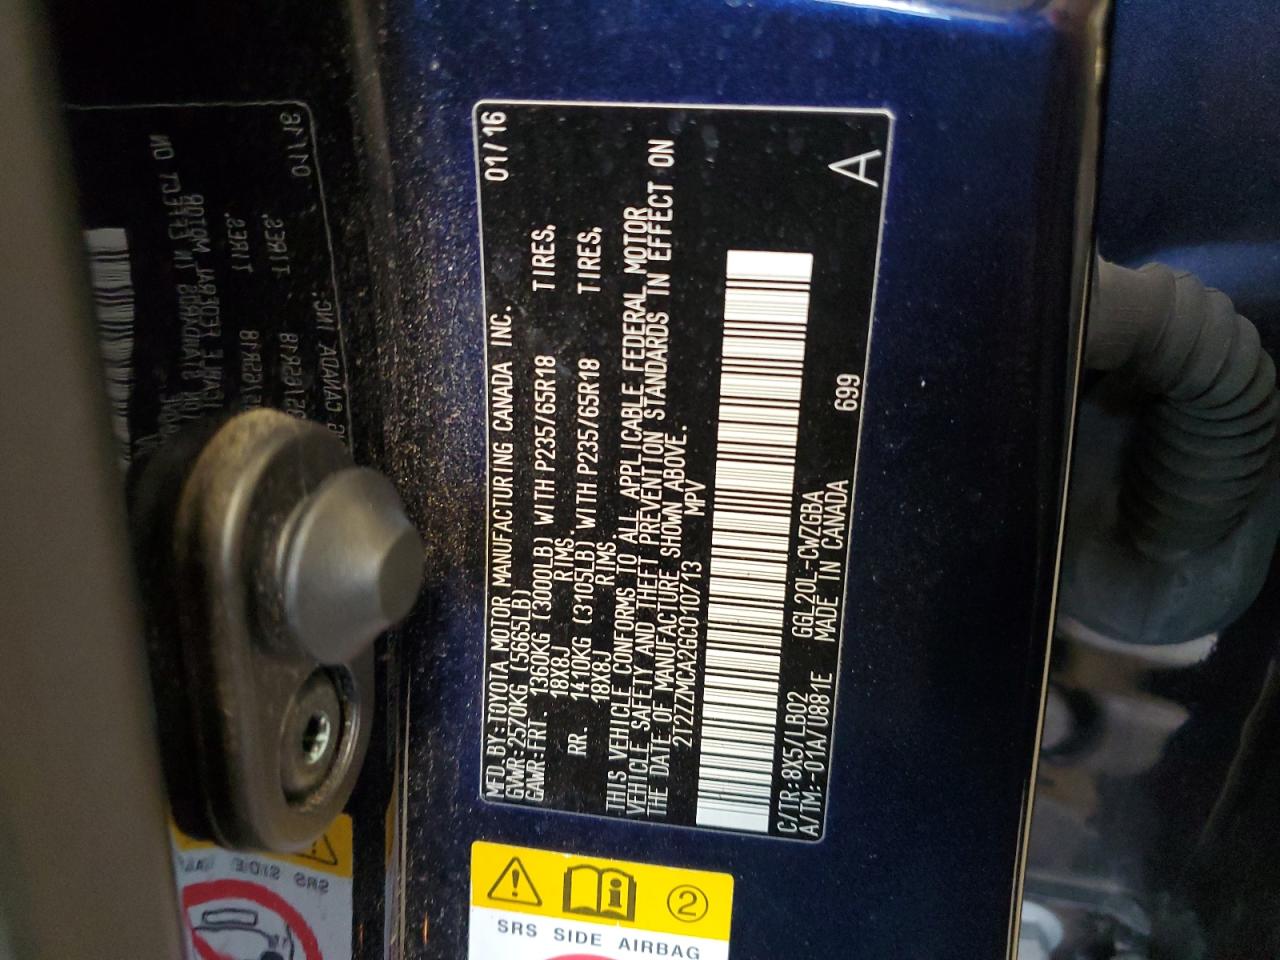 MFD.BY:TOYOTA MOTOR MANUFACTURING CANADA INC. 01/16
GVWR:2570KG (5665LB)
GAWR:FRT. 1360KG (3000LB) WITH P235/65R18 TIRES,
18X8J RIMS.
RR. 1410KG (3105LB) WITH P235/65R18 TIRES,
18X8J RIMS.
THIS VEHICLE CONFORMS TO ALL APPLICABLE FEDERAL MOTOR
VEHICLE SAFETY AND THEFT PREVENTION STANDARDS IN EFFECT ON
THE DATE OF MANUFACTURE SHOWN ABOVE.
2T2ZZMCA2GC010713 MPV
C/TR:8X5/LB02 GGL20L-CWZGBA 699 A
A/TM:-01A/U881E MADE IN CANADA
2
SRS SIDE AIRBAG